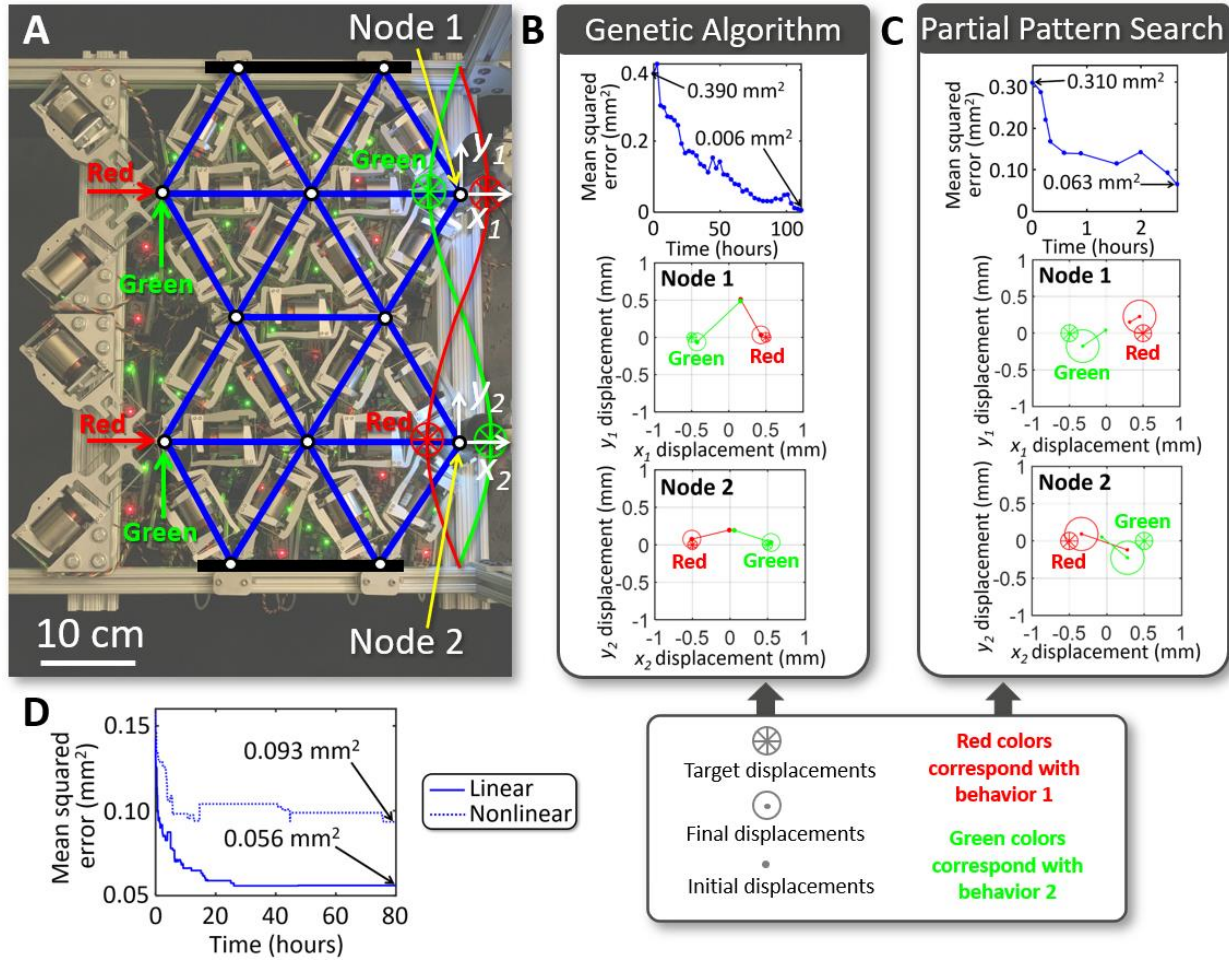 A
Node 1
Red
Green
Green
y1
x1
Red
Green
Red
y2
x2
10 cm
Node 2
B
Genetic Algorithm
Mean squared
error (mm²)
0.4
0.2
0
0.390 mm²
0.006 mm²
0
50
100
Time (hours)
Node 1
y1 displacement (mm)
1
0.5
0
-0.5
-1
Green
Red
-1
-0.5
0
0.5
1
x1 displacement (mm)
Node 2
y2 displacement (mm)
1
0.5
0
-0.5
-1
Red
Green
-1
-0.5
0
0.5
1
x2 displacement (mm)
C
Partial Pattern Search
Mean squared
error (mm²)
0.30
0.20
0.10
0
0.310 mm²
0.063 mm²
0
1
2
Time (hours)
Node 1
y1 displacement (mm)
1
0.5
0
-0.5
-1
Green
Red
-1
-0.5
0
0.5
1
x1 displacement (mm)
Node 2
y2 displacement (mm)
1
0.5
0
-0.5
-1
Red
Green
-1
-0.5
0
0.5
1
x2 displacement (mm)
D
Mean squared
error (mm²)
0.15
0.10
0.05
0.093 mm²
0.056 mm²
0
20
40
60
80
Time (hours)
Linear
Nonlinear
Target displacements
Final displacements
Initial displacements
Red colors
correspond with
behavior 1
Green colors
correspond with
behavior 2